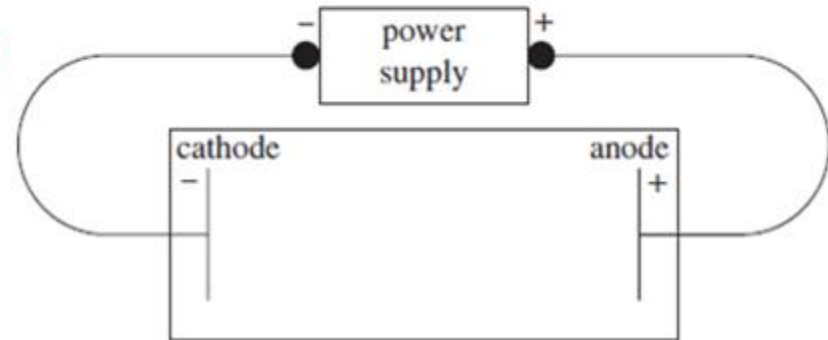 − power +
supply
cathode anode
− +